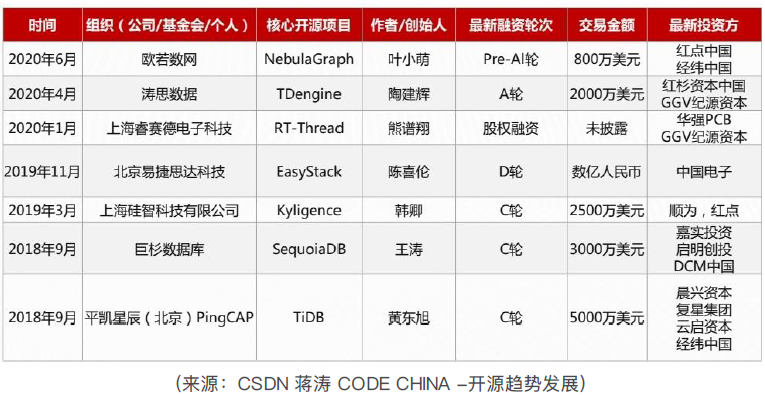 时间 组织（公司/基金会/个人） 核心开源项目 作者/创始人 最新融资轮次 交易金额 最新投资方
2020年6月 欧若数网 NebulaGraph 叶小萌 Pre-Al轮 800万美元 红点中国
经纬中国
2020年4月 涛思数据 TDengine 陶建辉 A轮 2000万美元 红杉资本中国
GGV纪源资本
2020年1月 上海睿赛德电子科技 RT-Thread 熊谱翔 股权融资 未披露 华强PCB
GGV纪源资本
2019年11月 北京易捷思达科技 EasyStack 陈喜伦 D轮 数亿人民币 中国电子
2019年3月 上海硅智科技有限公司 Kyligence 韩卿 C轮 2500万美元 顺为，红点
2018年9月 巨杉数据库 SequoiaDB 王涛 C轮 3000万美元 嘉实投资
启明创投
DCM中国
2018年9月 平凯星辰（北京）PingCAP TiDB 黄东旭 C轮 5000万美元 晨兴资本
复星集团
云启资本
经纬中国
（来源：CSDN 蒋涛 CODE CHINA –开源趋势发展）